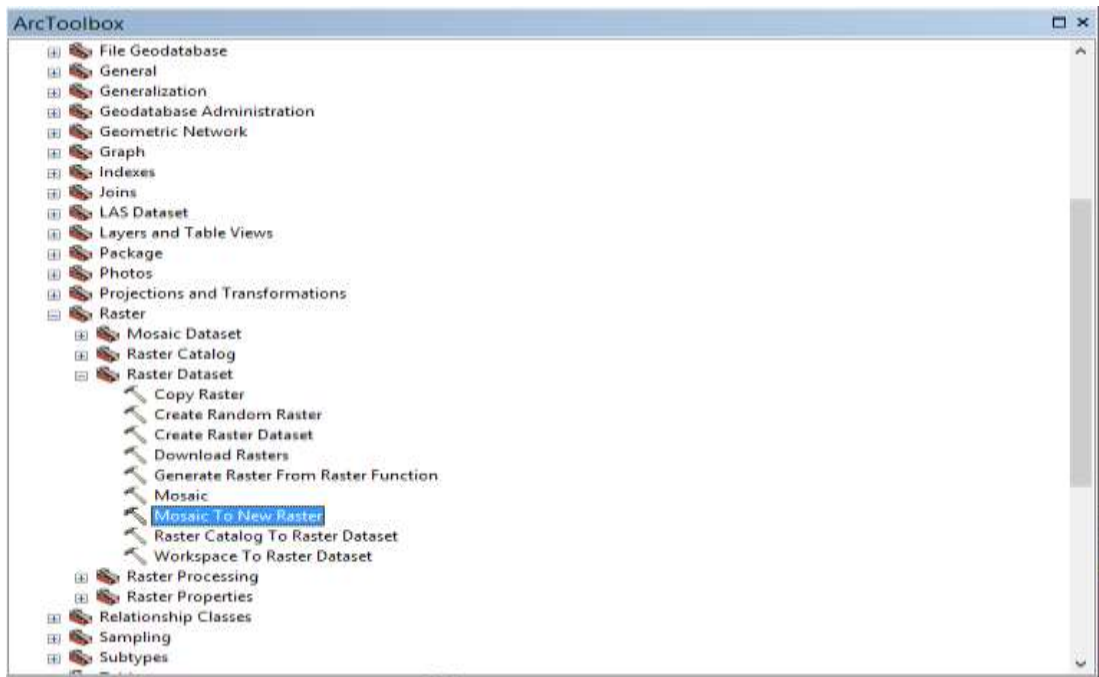 ArcToolbox
File Geodatabase
General
Generalization
Geodatabase Administration
Geometric Network
Graph
Indexes
Joins
LAS Dataset
Layers and Table Views
Package
Photos
Projections and Transformations
Raster
Mosaic Dataset
Raster Catalog
Raster Dataset
Copy Raster
Create Random Raster
Create Raster Dataset
Download Rasters
Generate Raster From Raster Function
Mosaic
Mosaic To New Raster
Raster Catalog To Raster Dataset
Workspace To Raster Dataset
Raster Processing
Raster Properties
Relationship Classes
Sampling
Subtypes